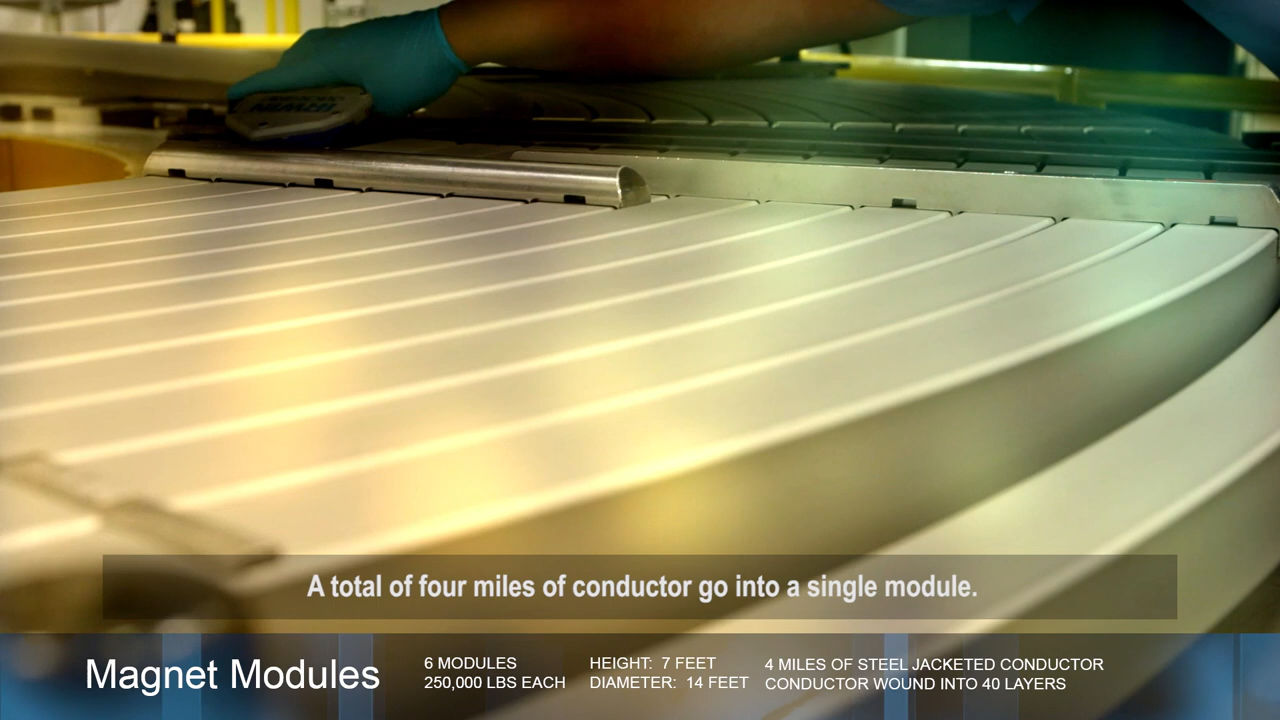 A total of four miles of conductor go into a single module.
Magnet Modules
6 MODULES
250,000 LBS EACH
HEIGHT: 7 FEET
DIAMETER: 14 FEET
4 MILES OF STEEL JACKETED CONDUCTOR
CONDUCTOR WOUND INTO 40 LAYERS